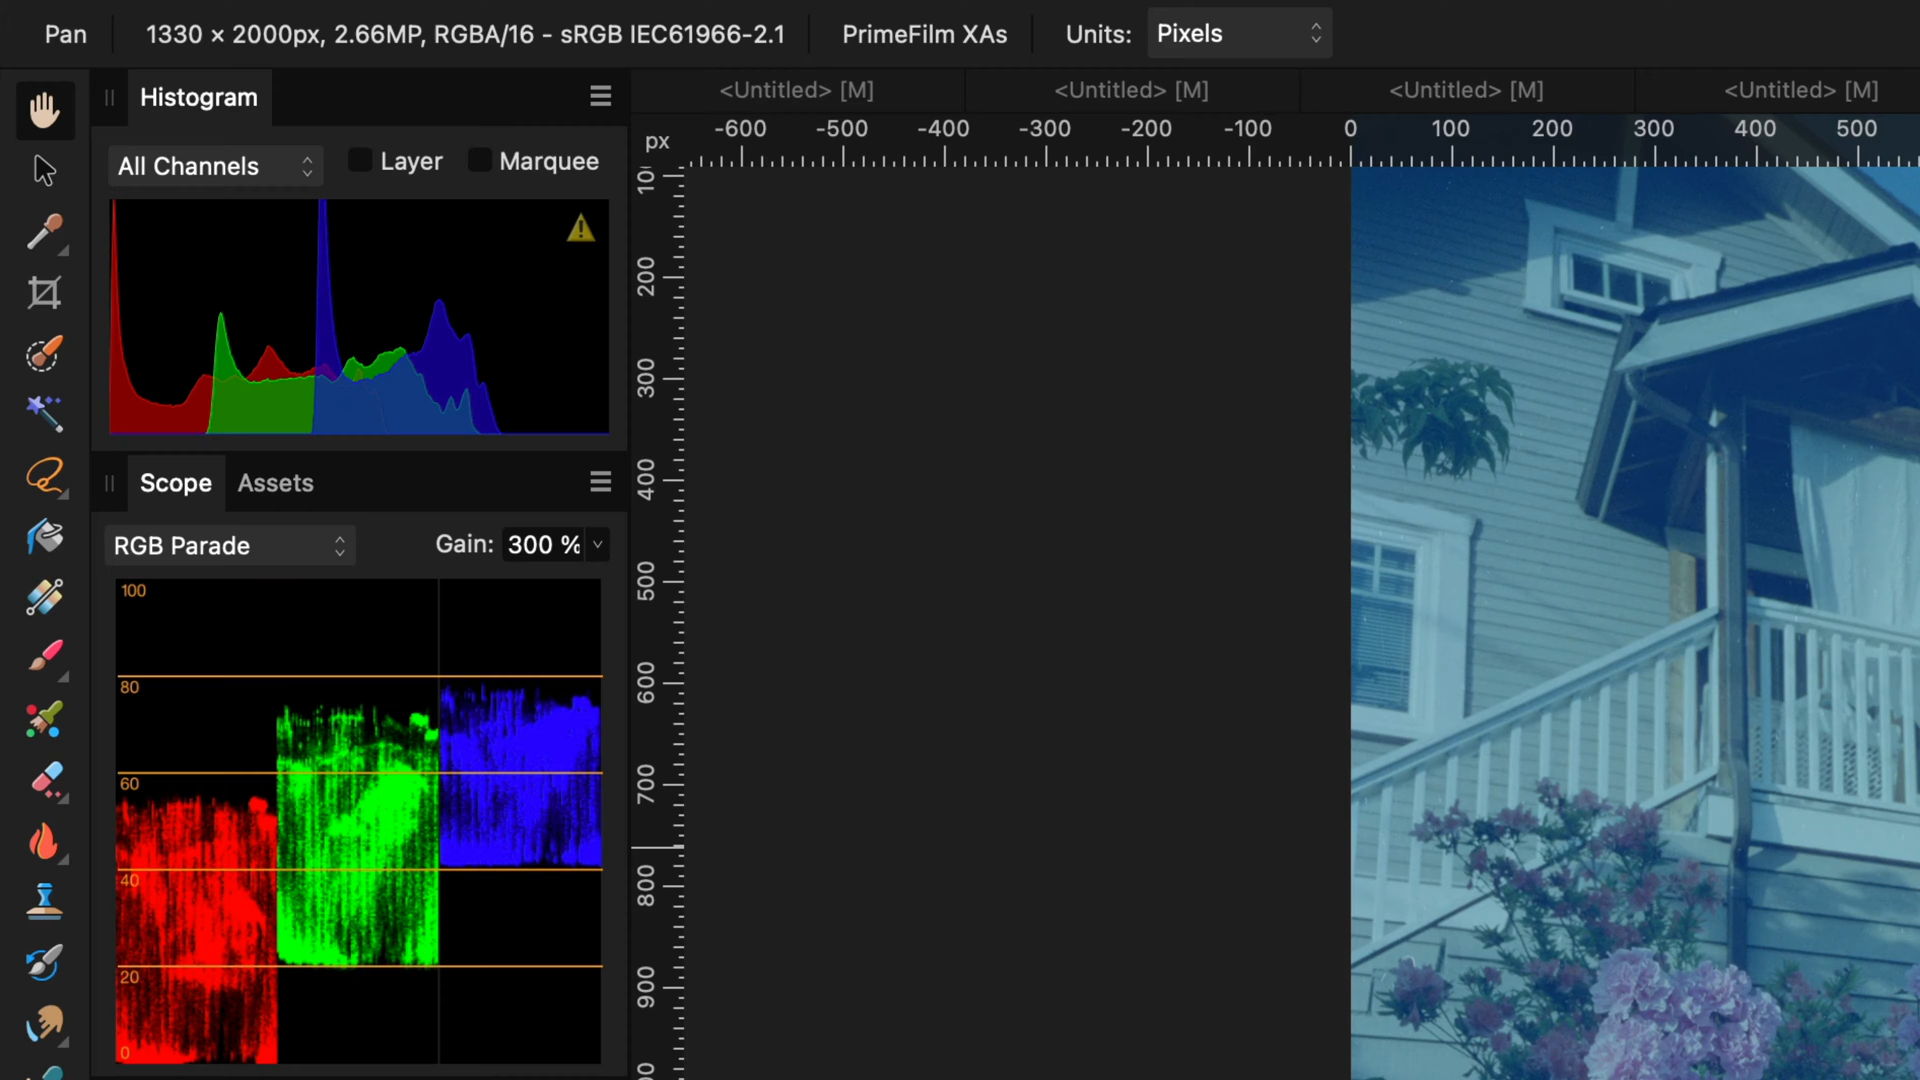 Pan
1330 × 2000px, 2.66MP, RGBA/16 - sRGB IEC61966-2.1
PrimeFilm XAs
Units: Pixels
Histogram
<Untitled> [M]
<Untitled> [M]
<Untitled> [M]
<Untitled> [M]
px
-600 -500 -400 -300 -200 -100 0 100 200 300 400 500
All Channels
Layer
Marquee
200
300
400
500
600
700
800
900
Scope
Assets
RGB Parade
Gain: 300 %
100
80
60
40
20
0